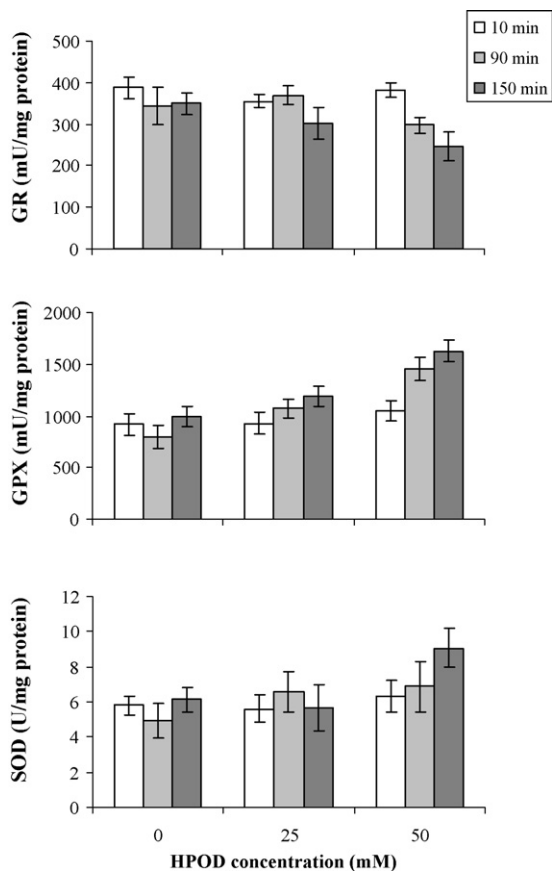 10 min
90 min
150 min
500
400
300
200
100
0
GR (mU/mg protein)
2000
1500
1000
500
0
GPX (mU/mg protein)
12
10
8
6
4
2
0
SOD (U/mg protein)
0 25 50
HPOD concentration (mM)